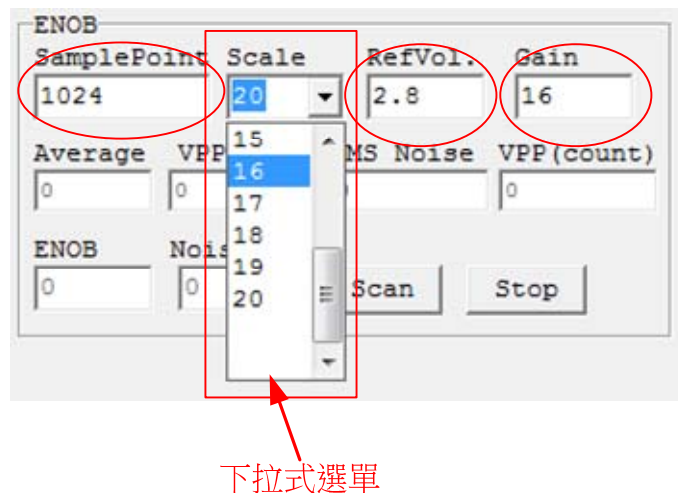 ENOB
SamplePoint Scale RefVol. Gain
1024 20 2.8 16
15
Average VPP MS Noise VPP(count)
16
0 0 0
17
18
ENOB Nois
19
0 0 Scan Stop
20
下拉式選單